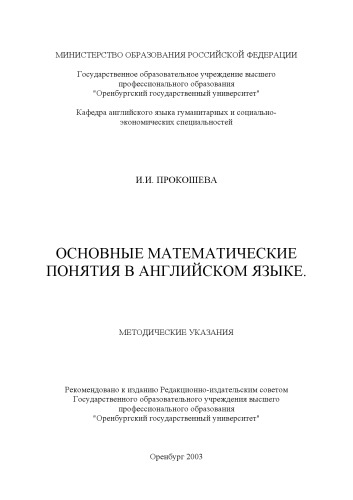 МИНИСТЕРСТВО ОБРАЗОВАНИЯ РОССИЙСКОЙ ФЕДЕРАЦИИ
Государственное образовательное учреждение высшего
профессионального образования
"Оренбургский государственный университет"
Кафедра английского языка гуманитарных и социально-
экономических специальностей
И.И. ПРОКОШЕВА
ОСНОВНЫЕ МАТЕМАТИЧЕСКИЕ
ПОНЯТИЯ В АНГЛИЙСКОМ ЯЗЫКЕ.
МЕТОДИЧЕСКИЕ УКАЗАНИЯ
Рекомендовано к изданию Редакционно-издательским советом
Государственного образовательного учреждения высшего
профессионального образования
"Оренбургский государственный университет"
Оренбург 2003